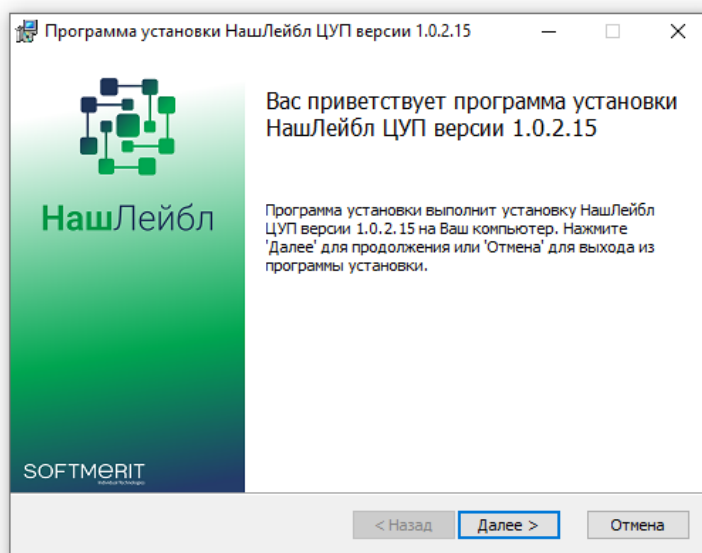 Программа установки НашЛейбл ЦУП версии 1.0.2.15
НашЛейбл
Вас приветствует программа установки
НашЛейбл ЦУП версии 1.0.2.15
Программа установки выполнит установку НашЛейбл
ЦУП версии 1.0.2.15 на Ваш компьютер. Нажмите
'Далее' для продолжения или 'Отмена' для выхода из
программы установки.
SOFTMERIT
Individual Technologies
< Назад
Далее >
Отмена